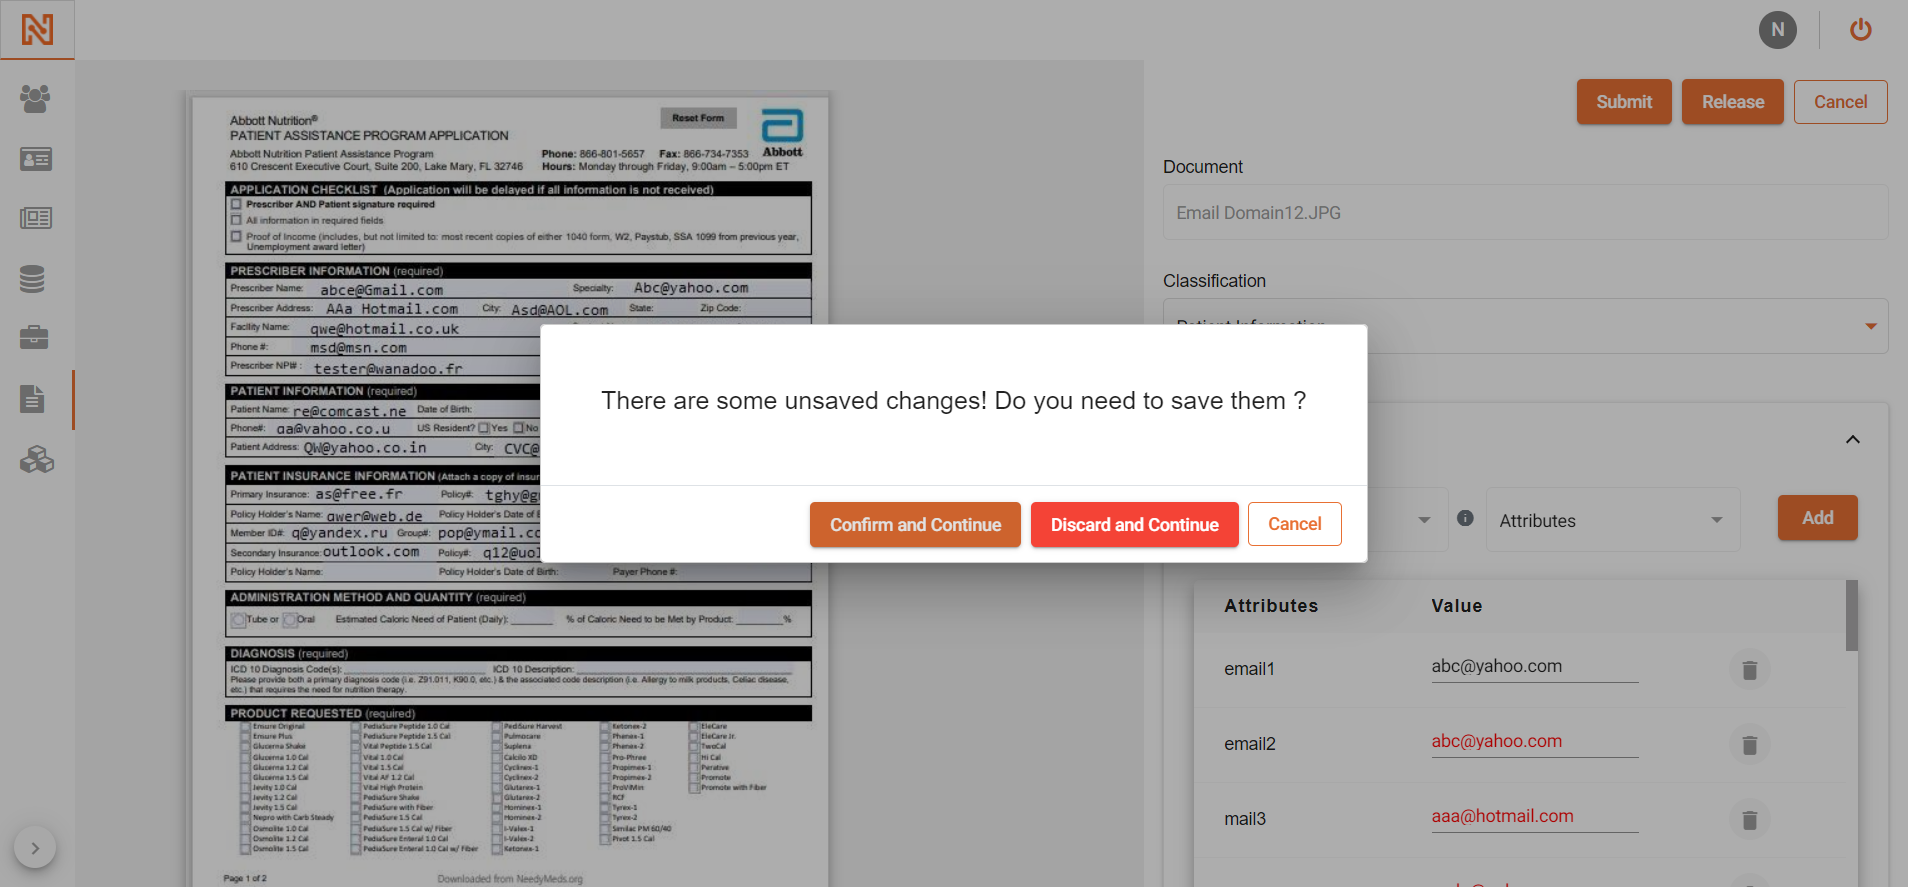 N
N
Submit
Release
Cancel
Document
Email Domain12.JPG
Classification
Abbott Nutrition®
PATIENT ASSISTANCE PROGRAM APPLICATION
Reset Form
Abbott
Abbott Nutrition Patient Assistance Program
Phone: 866-801-5657 Fax: 866-734-7353
610 Crescent Executive Court, Suite 200, Lake Mary, FL 32746
Hours: Monday through Friday, 9:00am – 5:00pm ET
APPLICATION CHECKLIST (Application will be delayed if all information is not received)
Prescriber AND Patient signature required
All information in required fields
Proof of Income (includes, but not limited to: most recent copies of either 1040 form, W2, Paystub, SSA 1099 from previous year,
Unemployment award letter)
PRESCRIBER INFORMATION (required)
Prescriber Name: abce@Gmail.com Specialty: Abc@yahoo.com
Prescriber Address: AAa Hotmail.com City: Asd@AOL.com State: Zip Code:
Facility Name: qwe@hotmail.co.uk
Phone #: msd@msn.com
Prescriber NPI# : tester@wanadoo.fr
PATIENT INFORMATION (required)
Patient Name: re@comcast.ne Date of Birth:
Phone#: qa@yahoo.co.u US Resident? Yes No
Patient Address: QW@yahoo.co.in City: CVC@
PATIENT INSURANCE INFORMATION (Attach a copy of insur
Primary Insurance: as@free.fr Policy#: tghy@g
Policy Holder's Name: qwer@web.de Policy Holder's Date of
Member ID#: q@yandex.ru Group#: pop@ymail.c
Secondary Insurance: outlook.com Policy#: q12@uol
Policy Holder's Name: Policy Holder's Date of Birth: Payer Phone #:
ADMINISTRATION METHOD AND QUANTITY (required)
Tube or Oral Estimated Caloric Need of Patient (Daily): % of Caloric Need to be Met by Product: %
DIAGNOSIS (required)
ICD 10 Diagnosis Code(s): ICD 10 Description:
Please provide both a primary diagnosis code (i.e. Z91.011, K90.0, etc.) & the associated code description (i.e. Allergy to milk products, Celiac disease,
etc.) that requires the need for nutrition therapy.
PRODUCT REQUESTED (required)
Ensure Original PediaSure Peptide 1.0 Cal PediSure Harvest Ketonex-2 EleCare
Ensure Plus PediaSure Peptide 1.5 Cal Pulmocare Phenex-1 EleCare Jr.
Glucerna Shake Vital Peptide 1.5 Cal Suplena Phenex-2 TwoCal
Glucerna 1.0 Cal Vital 1.0 Cal Calcilo XD Pro-Phree Hi Cal
Glucerna 1.2 Cal Vital 1.5 Cal Cyclinex-1 Propimex-1 Perative
Glucerna 1.5 Cal Vital AF 1.2 Cal Cyclinex-2 Propimex-2 Promote
Jevity 1.0 Cal Vital High Protein Glutarex-1 ProViMin Promote with Fiber
Jevity 1.2 Cal PediaSure Shake Glutarex-2 RCF
Jevity 1.5 Cal PediaSure with Fiber Hominex-1 Tyrex-1
Nepro with Carb Steady PediaSure 1.5 Cal Hominex-2 Tyrex-2
Osmolite 1.0 Cal PediaSure 1.5 Cal w/ Fiber I-Valex-1 Similac PM 60/40
Osmolite 1.2 Cal PediaSure Enteral 1.0 Cal I-Valex-2 Pivot 1.5 Cal
Osmolite 1.5 Cal PediaSure Enteral 1.0 Cal w/ Fiber Ketonex-1
Page 1 of 2
Downloaded from NeedyMeds.org
There are some unsaved changes! Do you need to save them ?
Confirm and Continue
Discard and Continue
Cancel
Attributes
Add
Attributes Value
email1 abc@yahoo.com
email2 abc@yahoo.com
mail3 aaa@hotmail.com